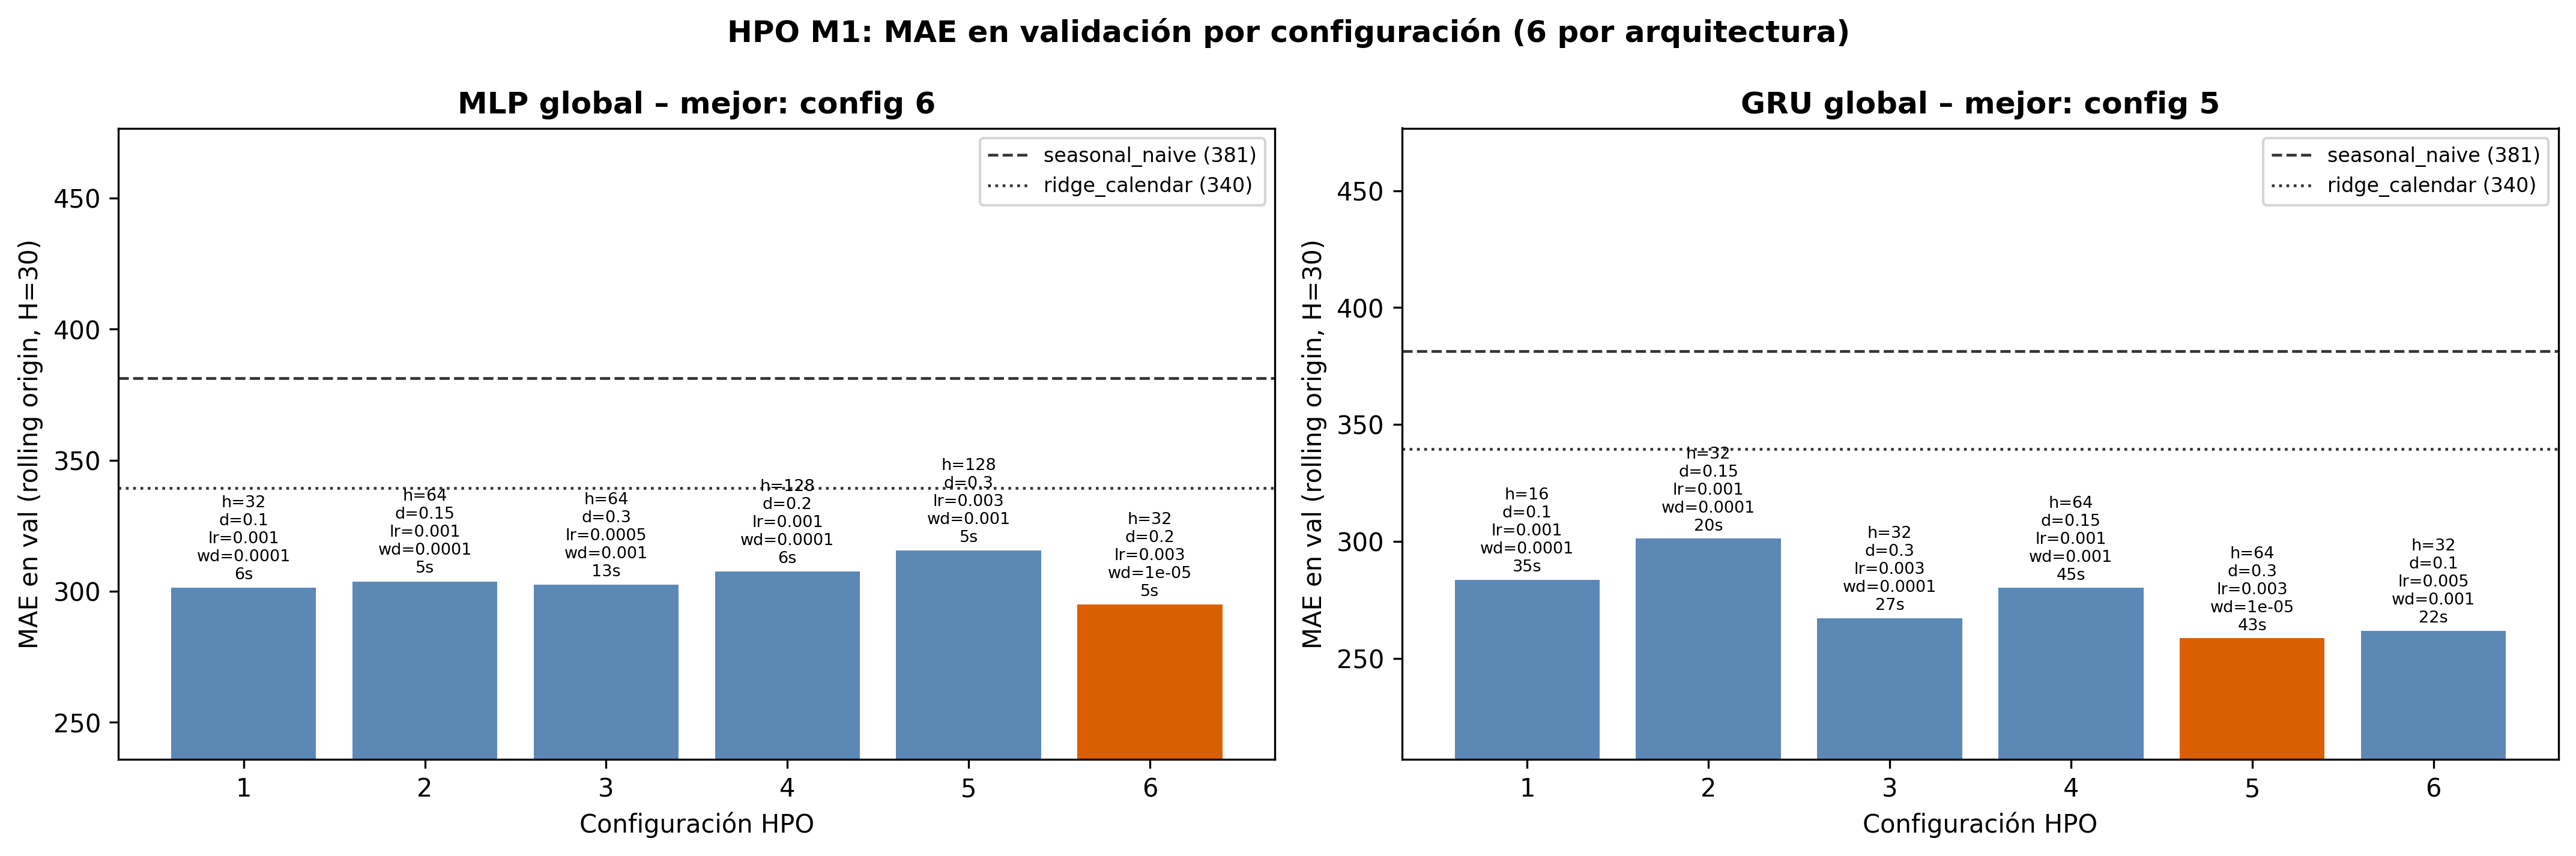 HPO M1: MAE en validación por configuración (6 por arquitectura)
MLP global – mejor: config 6
MAE en val (rolling origin, H=30)
450
400
350
300
250
seasonal_naive (381)
ridge_calendar (340)
h=32
d=0.1
lr=0.001
wd=0.0001
6s
h=64
d=0.15
lr=0.001
wd=0.0001
5s
h=64
d=0.3
lr=0.0005
wd=0.001
13s
h=128
d=0.2
lr=0.001
wd=0.0001
6s
h=128
d=0.3
lr=0.003
wd=0.001
5s
h=32
d=0.2
lr=0.003
wd=1e-05
5s
1
2
3
4
5
6
Configuración HPO
GRU global – mejor: config 5
MAE en val (rolling origin, H=30)
450
400
350
300
250
seasonal_naive (381)
ridge_calendar (340)
h=16
d=0.1
lr=0.001
wd=0.0001
35s
h=32
d=0.15
lr=0.001
wd=0.0001
20s
h=32
d=0.3
lr=0.003
wd=0.0001
27s
h=64
d=0.15
lr=0.001
wd=0.001
45s
h=64
d=0.3
lr=0.003
wd=1e-05
43s
h=32
d=0.1
lr=0.005
wd=0.001
22s
1
2
3
4
5
6
Configuración HPO